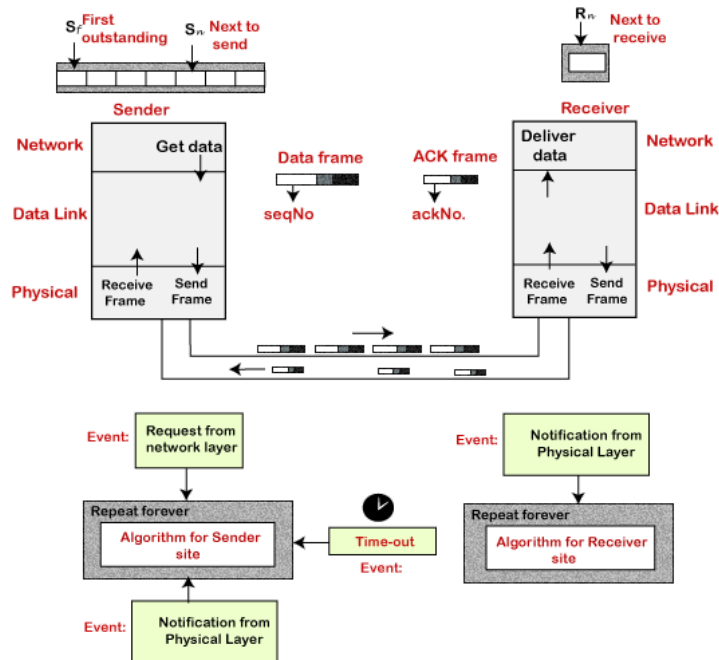 Sf First
outstanding
Sn Next to
send
Rn Next to
receive
Sender
Receiver
Network
Get data
Data frame
ACK frame
Deliver
data
Network
Data Link
seqNo
ackNo.
Data Link
Physical
Receive
Frame
Send
Frame
Receive
Frame
Send
Frame
Physical
Event:
Request from
network layer
Event:
Notification from
Physical Layer
Repeat forever
Algorithm for Sender
site
Time-out
Event:
Repeat forever
Algorithm for Receiver
site
Event:
Notification from
Physical Layer